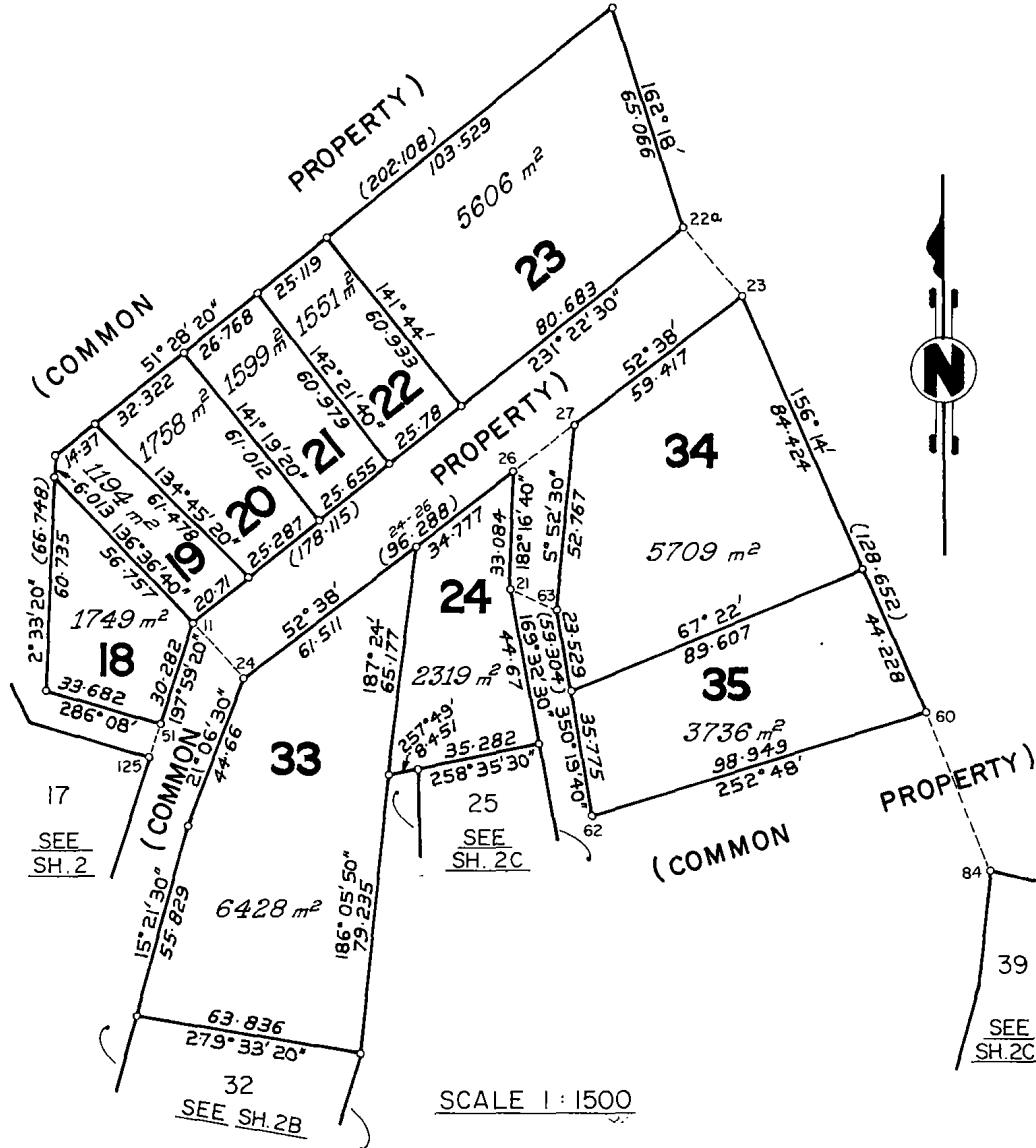 162° 18'
65·066
PROPERTY)
(202·108)
103·529
5606 m²
23
22a
23
25·119
1551 m²
141° 44'
60·933
22
80·683
231° 22' 30"
(COMMON
51° 28' 20"
26·768
1599 m²
142° 21' 40"
60·979
21
25·78
PROPERTY)
52° 38'
59·417
27
N
32·322
1758 m²
141° 19' 20"
61·012
20
25·655
26
156° 14'
84·424
34
14·37
1194 m²
134° 45' 20"
61·478
19
25·287
(178·115)
24-26
(96·288)
34·777
33·084
182° 16' 40"
5° 52' 30"
52·767
5709 m²
6·013
136° 36' 40"
56·757
20·71
24
21
63
(128·652)
2° 33' 20" (66·748)
60·735
1749 m²
18
11
52° 38'
61·511
187° 24'
65·177
2319 m²
169° 32' 30"
44·67
(59·304)
23·529
67° 22'
89·607
35
44·228
33·682
286° 08'
30·282
197° 59' 20"
24
257° 49'
8·451
35·282
258° 35' 30"
350° 19' 40"
35·775
3736 m²
60
51
125
(COMMON
21° 06' 30"
44·66
33
98·949
252° 48'
62
PROPERTY)
17
SEE
SH. 2
25
SEE
SH. 2C
(COMMON
84
15° 21' 30"
55·829
6428 m²
186° 05' 50"
79·235
39
SEE
SH. 2C
63·836
279° 33' 20"
32
SEE SH. 2B
SCALE 1 : 1500